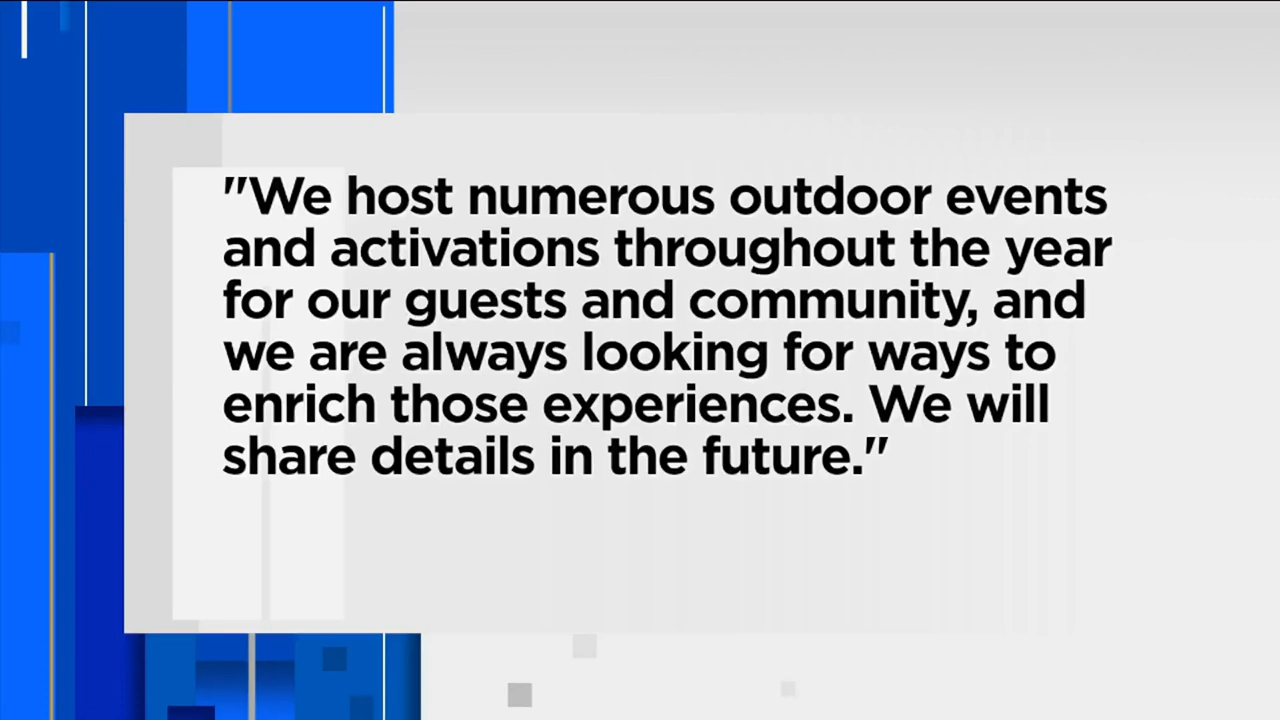 "We host numerous outdoor events
and activations throughout the year
for our guests and community, and
we are always looking for ways to
enrich those experiences. We will
share details in the future."